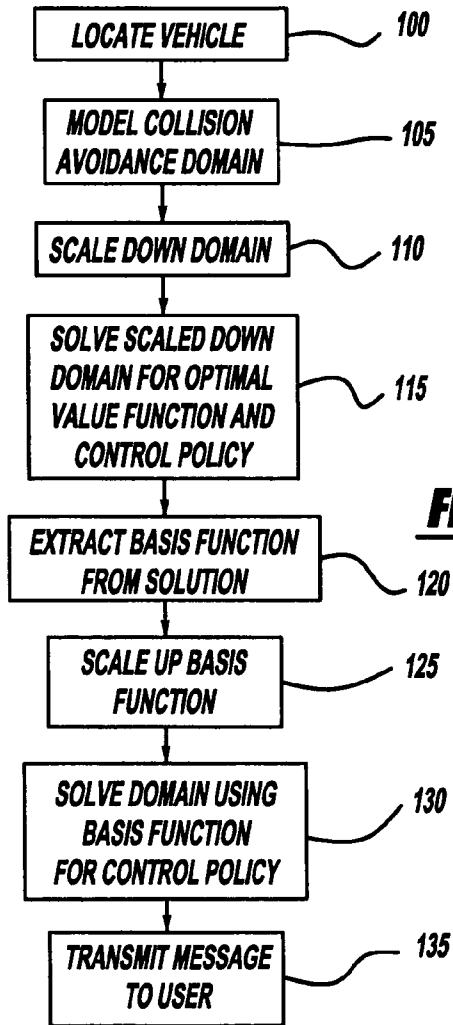 LOCATE VEHICLE
100
MODEL COLLISION
AVOIDANCE DOMAIN
105
SCALE DOWN DOMAIN
110
SOLVE SCALED DOWN
DOMAIN FOR OPTIMAL
VALUE FUNCTION AND
CONTROL POLICY
115
EXTRACT BASIS FUNCTION
FROM SOLUTION
120
SCALE UP BASIS
FUNCTION
125
SOLVE DOMAIN USING
BASIS FUNCTION
FOR CONTROL POLICY
130
TRANSMIT MESSAGE
TO USER
135